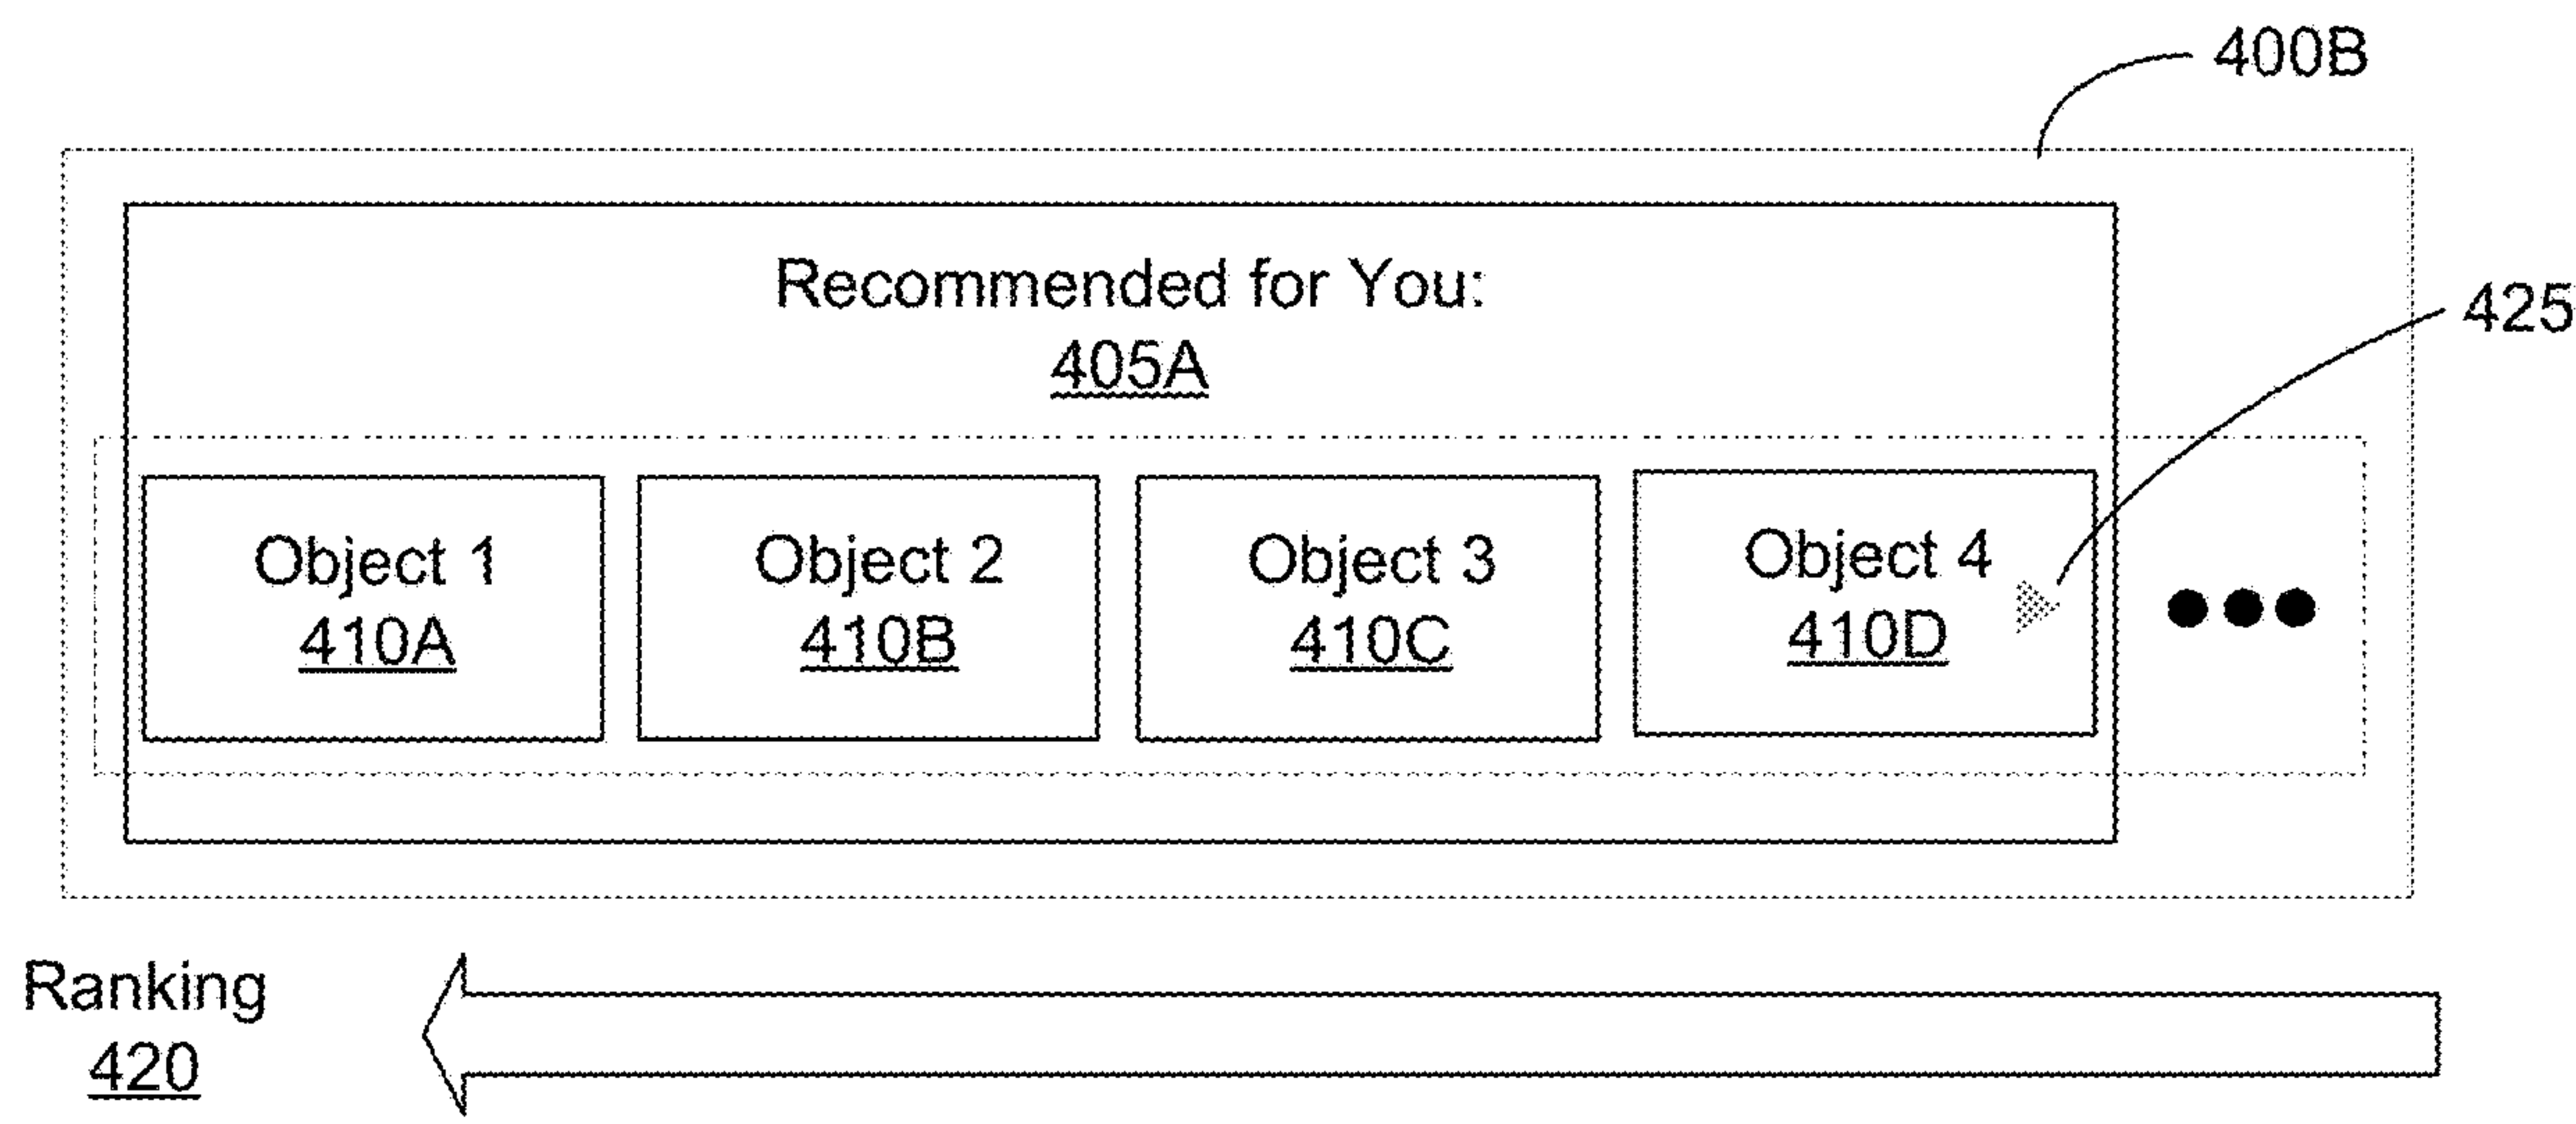 400B
Recommended for You:
405A
425
Object 1
410A
Object 2
410B
Object 3
410C
Object 4
410D
Ranking
420